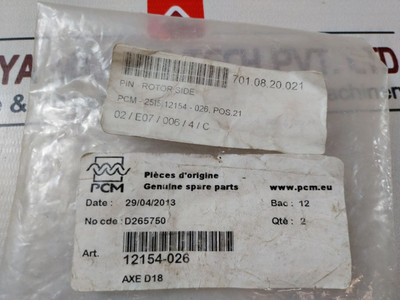 701.08.20.021
PIN ROTOR SIDE
PCM 12154 - 026, POS.21
02 / E07 / 006 / 4 / C
PCM
Pièces d'origine
Genuine spare parts
www.pcm.eu
Date : 29/04/2013
Bac : 12
No cde : D265750
Qté : 2
Art. 12154-026
AXE D18